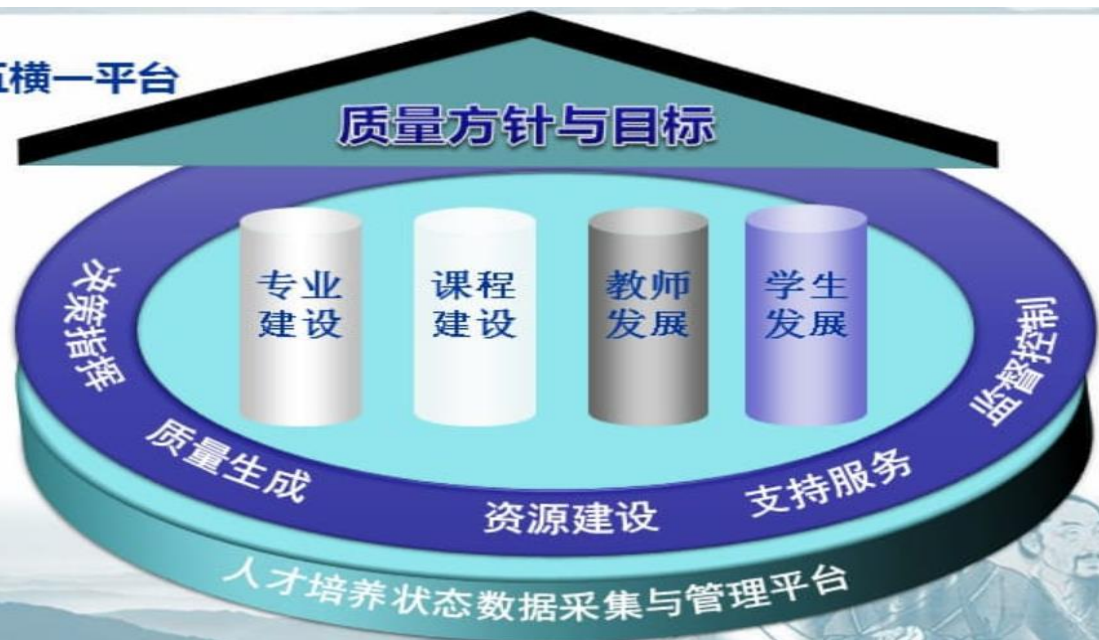 五横一平台
质量方针与目标
专业
建设
课程
建设
教师
发展
学生
发展
决策指挥
质量生成
资源建设
支持服务
监督控制
人才培养状态数据采集与管理平台